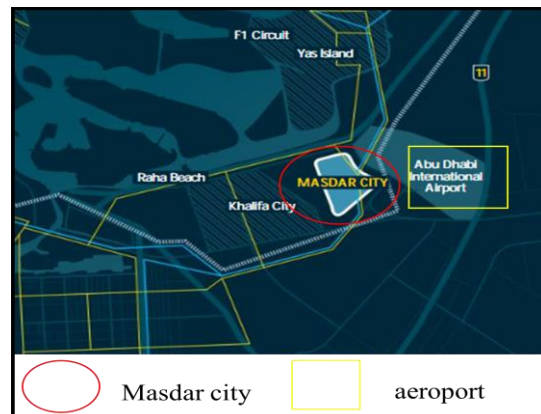 F1 Circuit
Yas Island
11
Abu Dhabi
International
Airport
Raha Beach
MASDAR CITY
Khalifa City
Masdar city
aeroport